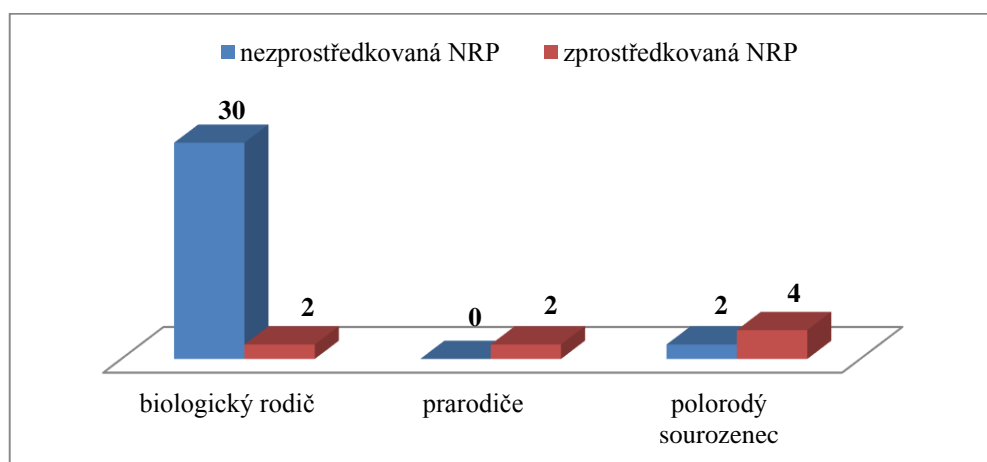 nezprostředkovaná NRP zprostředkovaná NRP
30
2
0
2
2
4
biologický rodič
prarodiče
polorodý
sourozenec